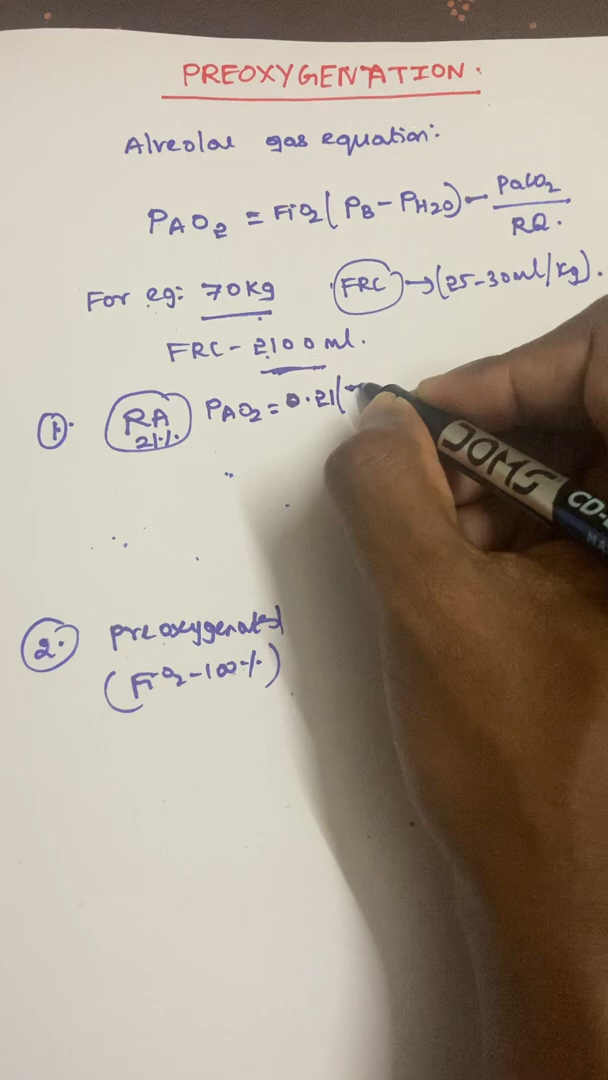 PREOXYGENATION.
Alveolar gas equation:
PAO2 = FiO2(PB-PH2O)-PaCO2/RQ.
For eg: 70kg FRC → (25-30ml/kg).
FRC - 2100 ml.
1. RA 21% PAO2 = 0.21(
2. preoxygenated
(FiO2-100%)
DOMS CD-